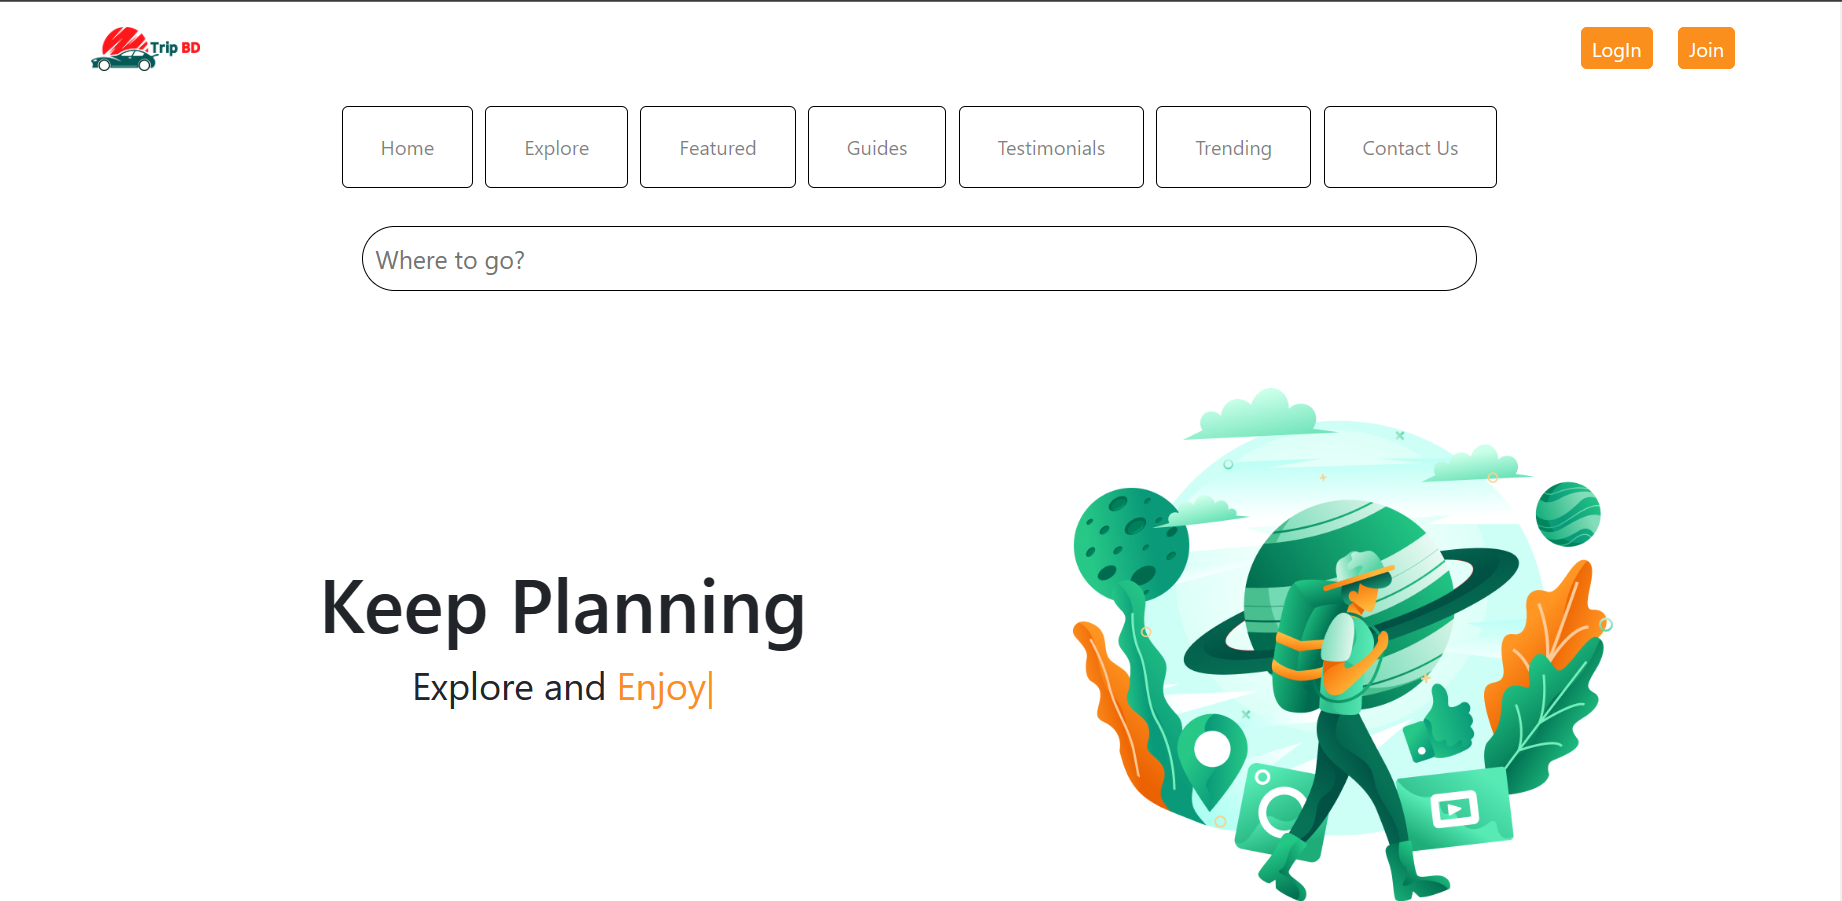 Trip BD
LogIn Join
Home Explore Featured Guides Testimonials Trending Contact Us
Where to go?
Keep Planning
Explore and Enjoy|